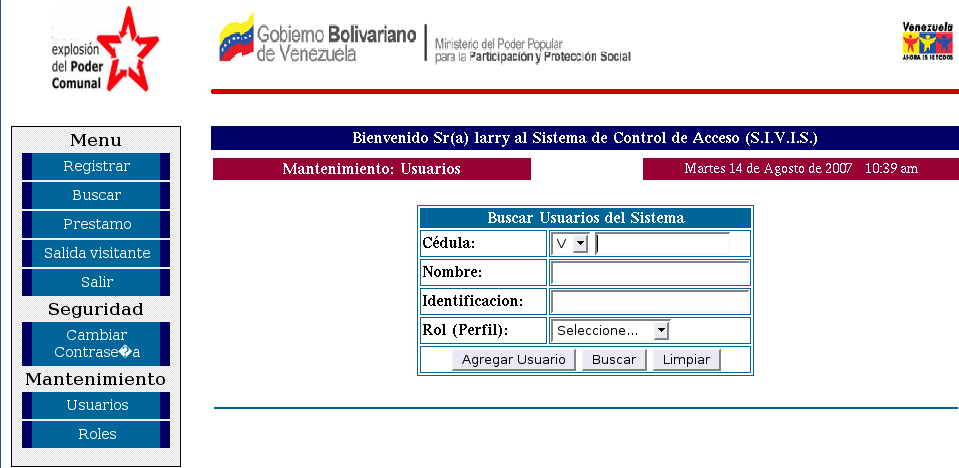 explosión
del Poder
Comunal
Gobierno Bolivariano
de Venezuela
Ministerio del Poder Popular
para la Participación y Protección Social
Venezuela
AHORA ES DE TODOS
Menu
Registrar
Buscar
Prestamo
Salida visitante
Salir
Seguridad
Cambiar
Contrase�a
Mantenimiento
Usuarios
Roles
Bienvenido Sr(a) larry al Sistema de Control de Acceso (S.I.V.I.S.)
Mantenimiento: Usuarios
Martes 14 de Agosto de 2007 10:39 am
Buscar Usuarios del Sistema
Cédula: V
Nombre:
Identificacion:
Rol (Perfil): Seleccione...
Agregar Usuario Buscar Limpiar